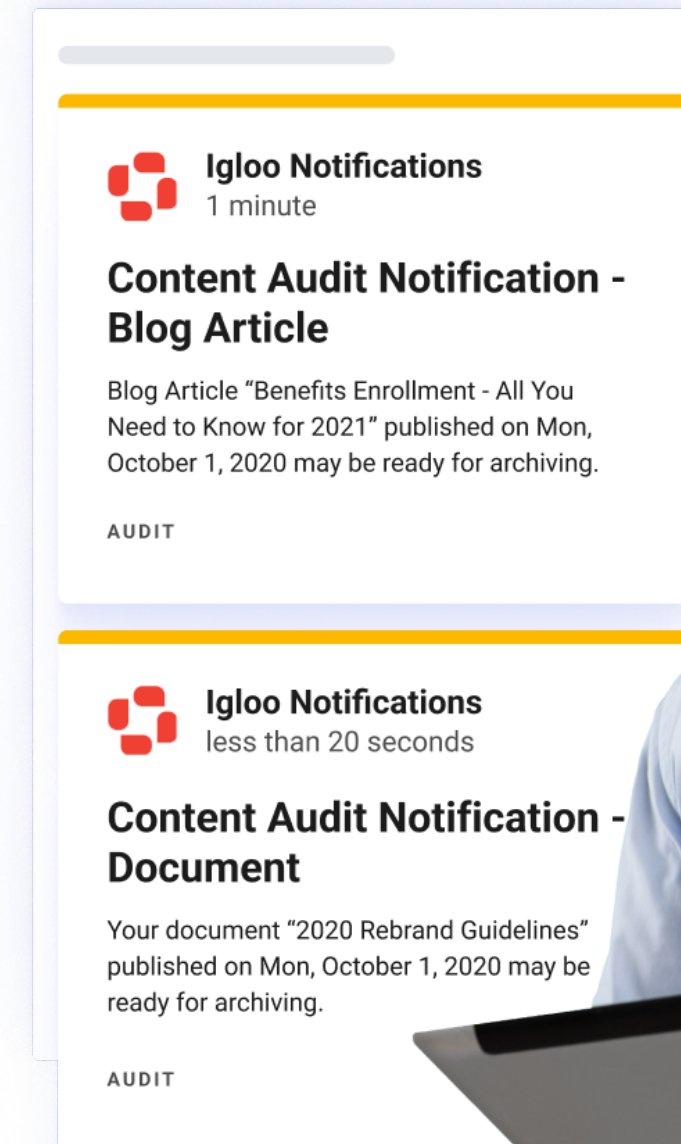 Igloo Notifications
1 minute
Content Audit Notification -
Blog Article
Blog Article “Benefits Enrollment - All You
Need to Know for 2021” published on Mon,
October 1, 2020 may be ready for archiving.
AUDIT
Igloo Notifications
less than 20 seconds
Content Audit Notification -
Document
Your document “2020 Rebrand Guidelines”
published on Mon, October 1, 2020 may be
ready for archiving.
AUDIT